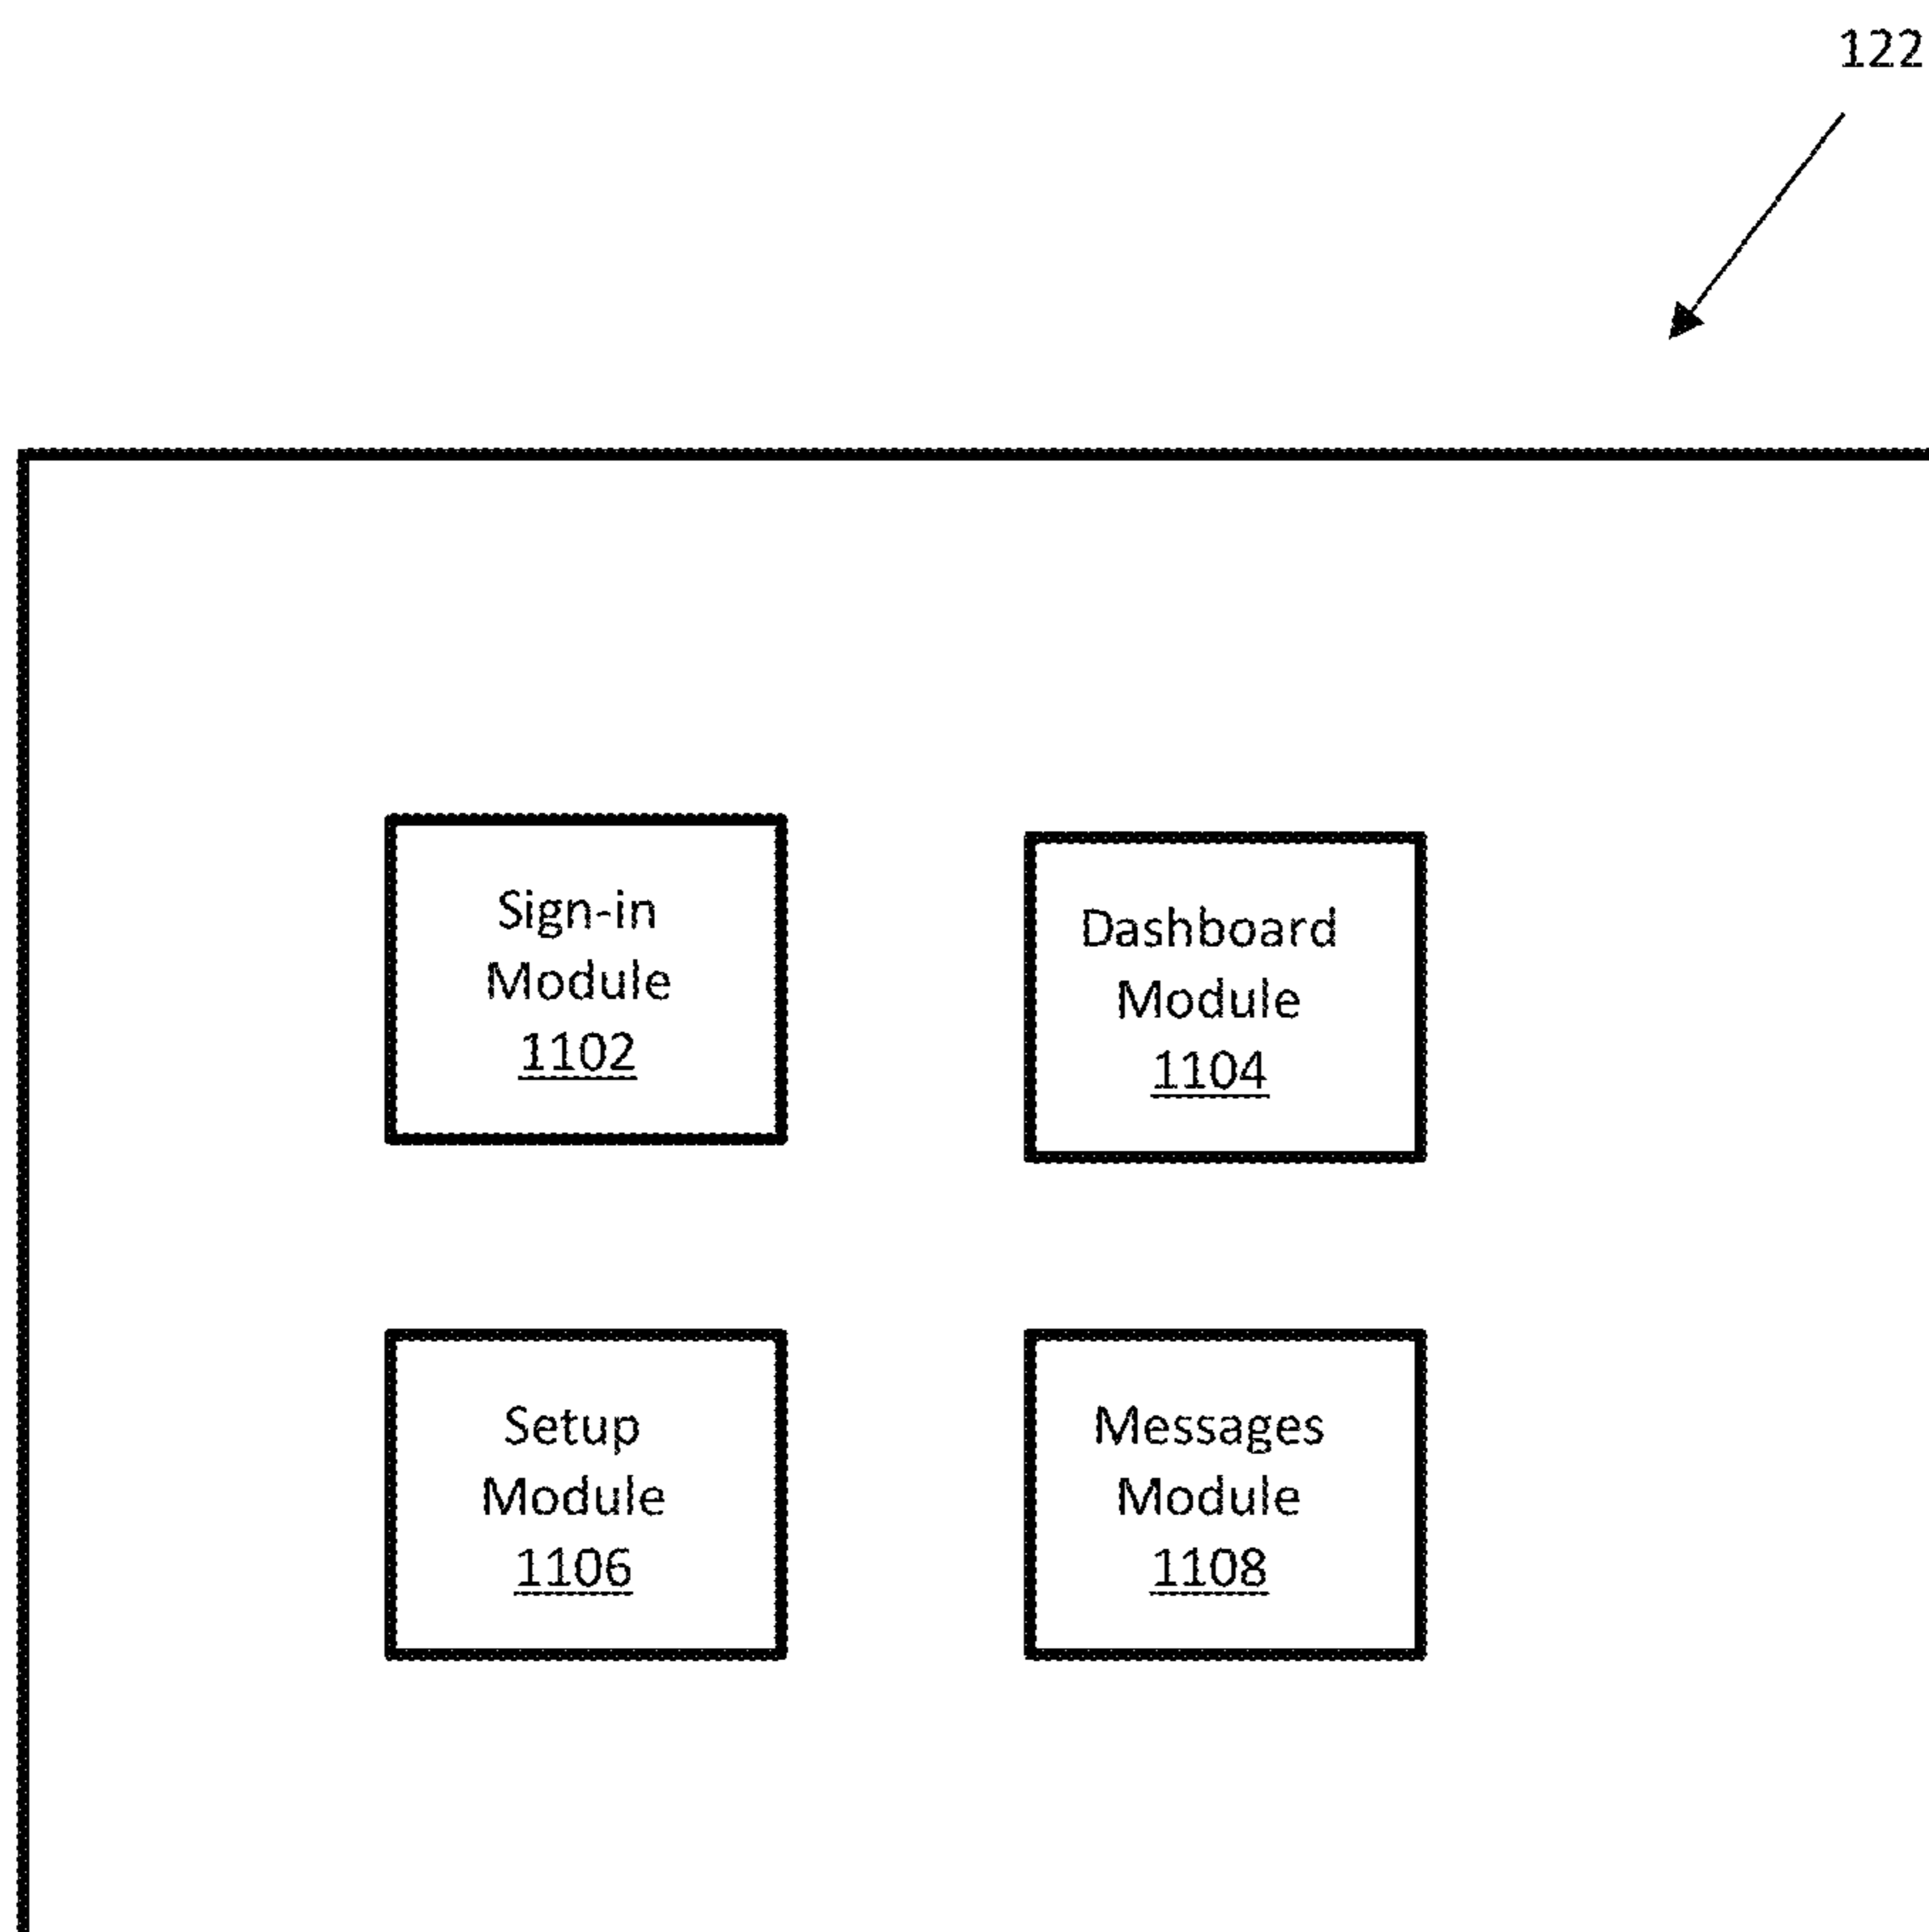 122
Sign-in
Module
1102
Dashboard
Module
1104
Setup
Module
1106
Messages
Module
1108